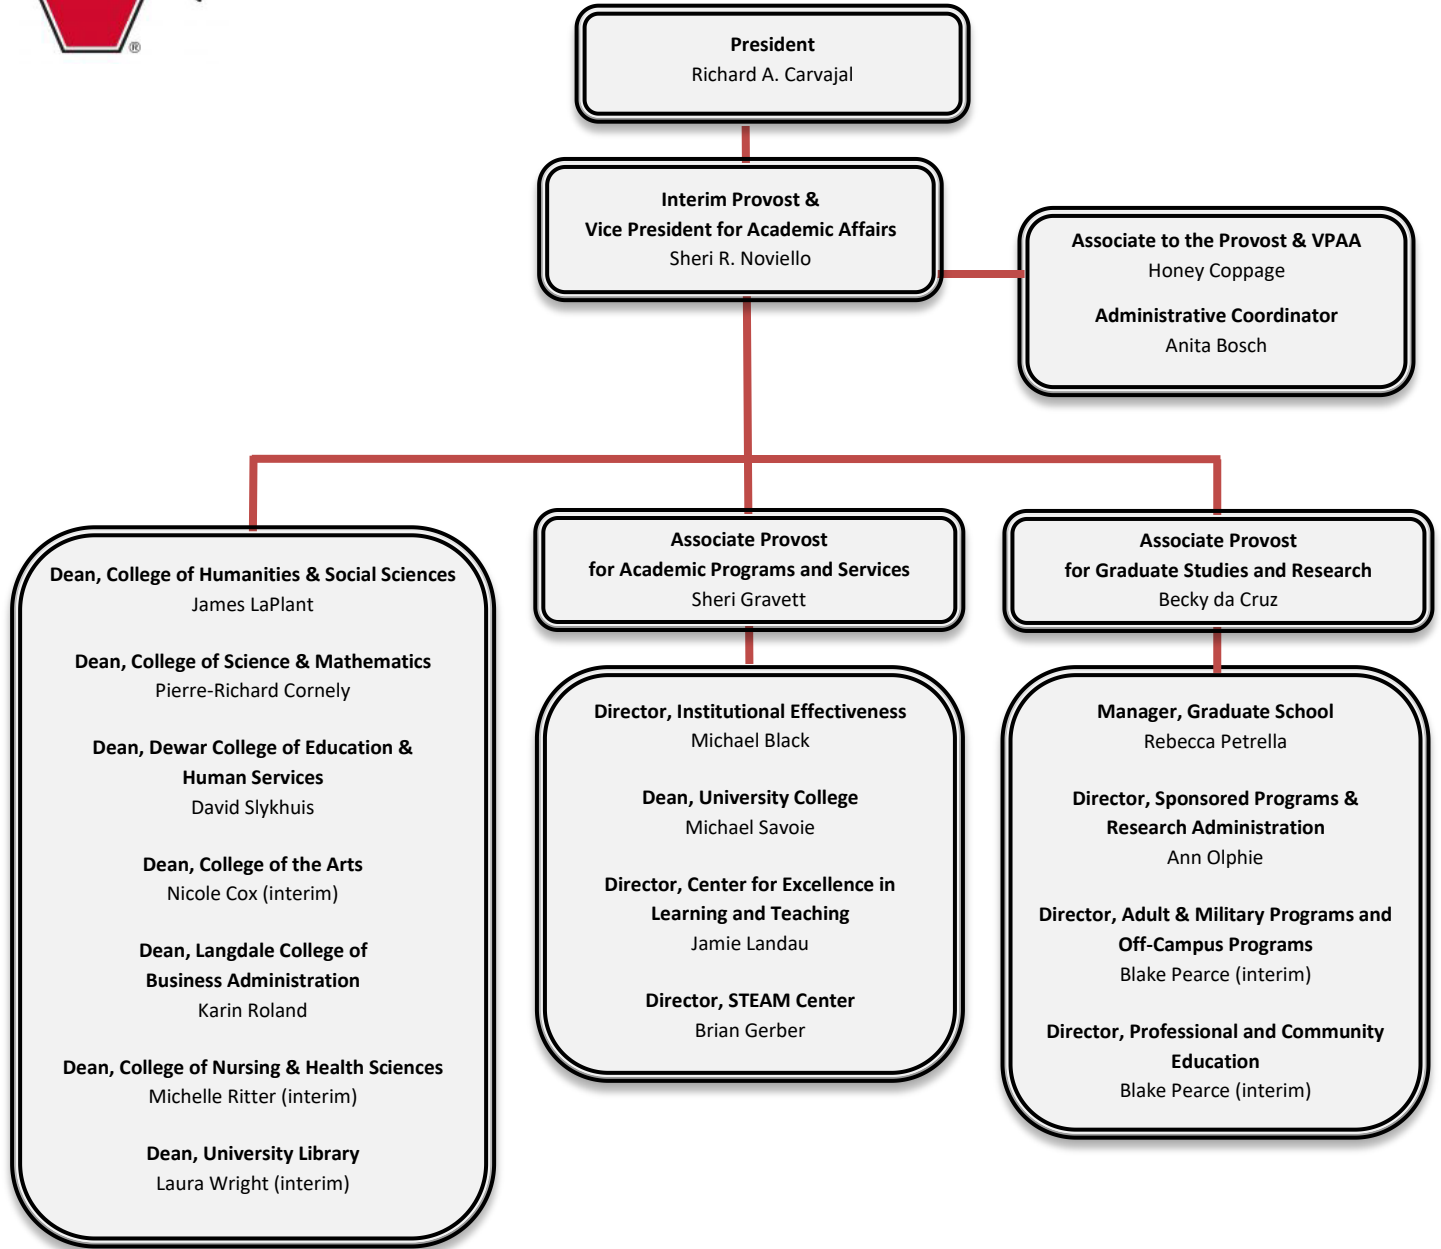 ®
President
Richard A. Carvajal
Interim Provost &
Vice President for Academic Affairs
Sheri R. Noviello
Associate to the Provost & VPAA
Honey Coppage
Administrative Coordinator
Anita Bosch
Dean, College of Humanities & Social Sciences
James LaPlant
Dean, College of Science & Mathematics
Pierre-Richard Cornely
Dean, Dewar College of Education &
Human Services
David Slykhuis
Dean, College of the Arts
Nicole Cox (interim)
Dean, Langdale College of
Business Administration
Karin Roland
Dean, College of Nursing & Health Sciences
Michelle Ritter (interim)
Dean, University Library
Laura Wright (interim)
Associate Provost
for Academic Programs and Services
Sheri Gravett
Director, Institutional Effectiveness
Michael Black
Dean, University College
Michael Savoie
Director, Center for Excellence in
Learning and Teaching
Jamie Landau
Director, STEAM Center
Brian Gerber
Associate Provost
for Graduate Studies and Research
Becky da Cruz
Manager, Graduate School
Rebecca Petrella
Director, Sponsored Programs &
Research Administration
Ann Olphie
Director, Adult & Military Programs and
Off-Campus Programs
Blake Pearce (interim)
Director, Professional and Community
Education
Blake Pearce (interim)